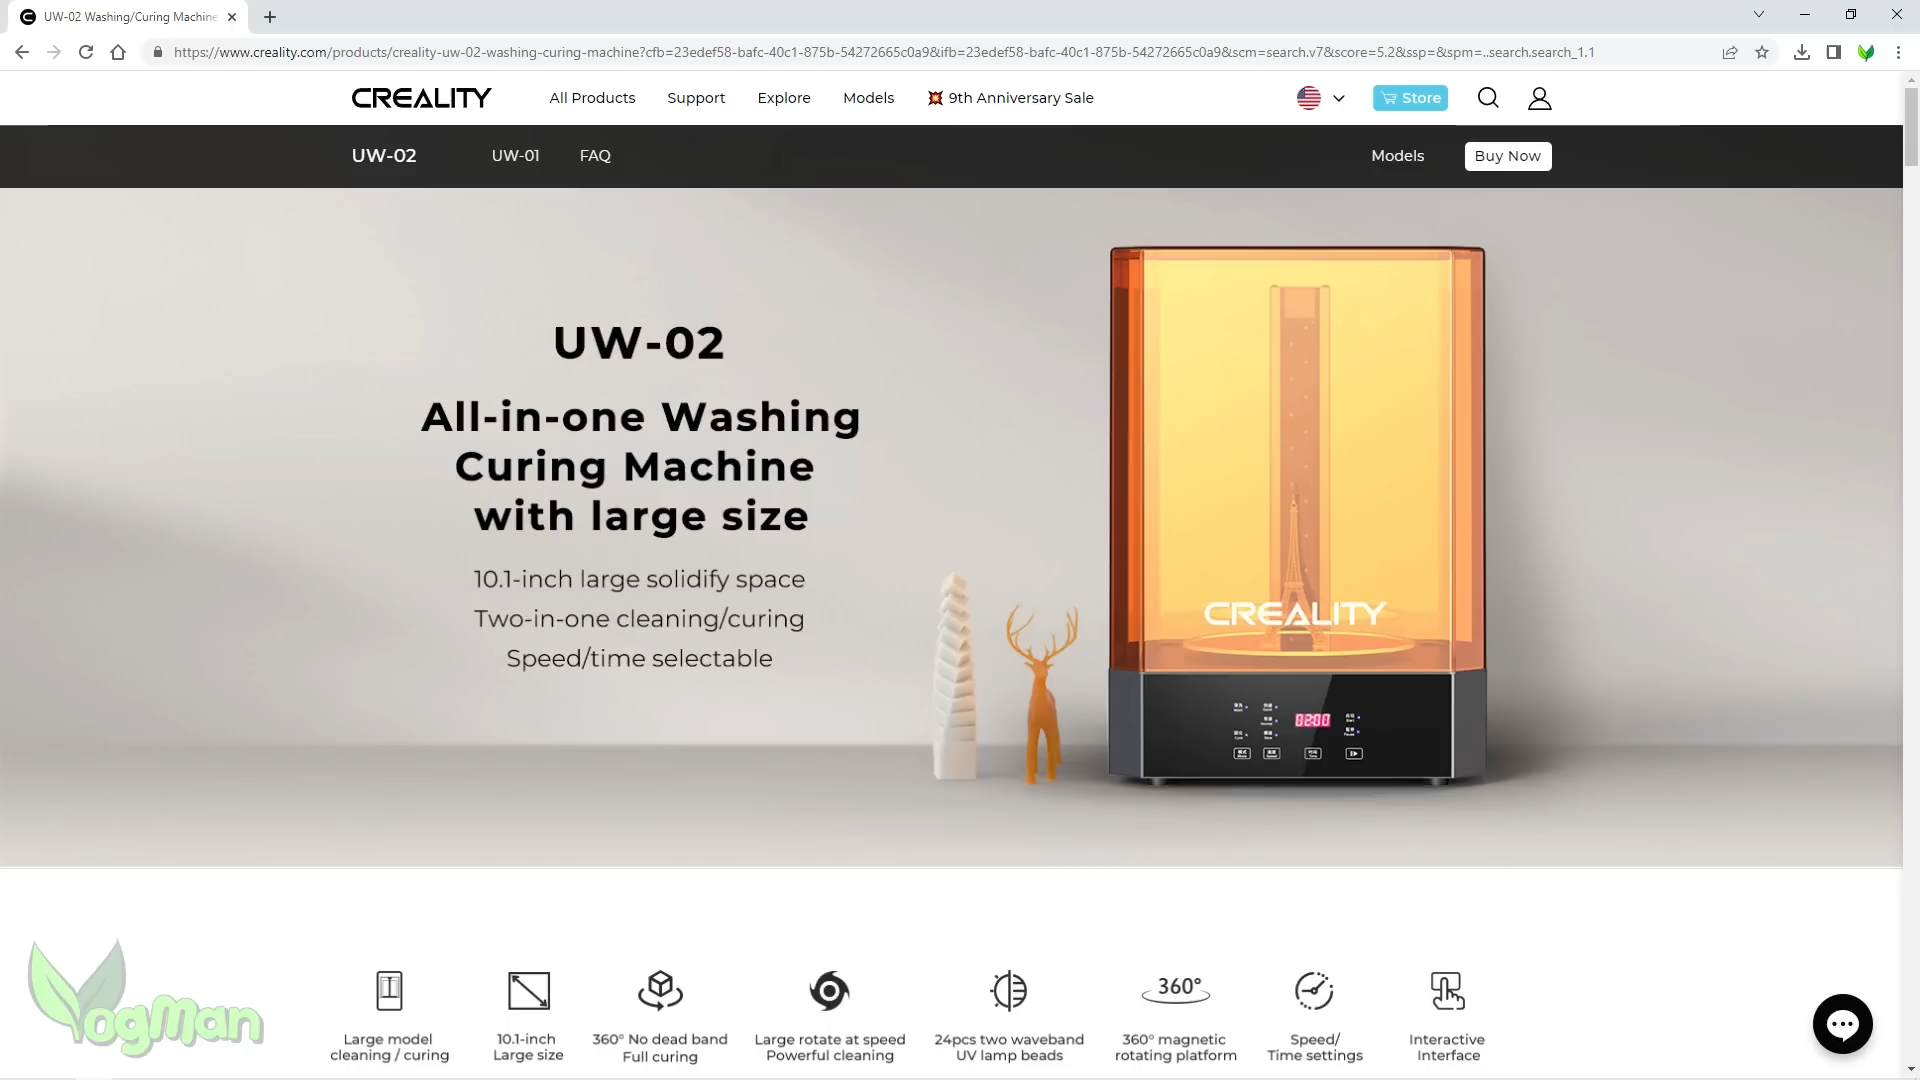 UW-02 Washing/Curing Machine
https://www.creality.com/products/creality-uw-02-washing-curing-machine?cfb=23edef58-bafc-40c1-875b-54272665c0a9&ifb=23edef58-bafc-40c1-875b-54272665c0a9&scm=search.v7&score=5.2&ssp=&spm=..search.search_1.1
CREALITY All Products Support Explore Models 9th Anniversary Sale Store
UW-02 UW-01 FAQ Models Buy Now
UW-02
All-in-one Washing
Curing Machine
with large size
10.1-inch large solidify space
Two-in-one cleaning/curing
Speed/time selectable
CREALITY
02:00
Large model
cleaning / curing
10.1-inch
Large size
360° No dead band
Full curing
Large rotate at speed
Powerful cleaning
24pcs two waveband
UV lamp beads
360°
360° magnetic
rotating platform
Speed/
Time settings
Interactive
Interface
YogMan